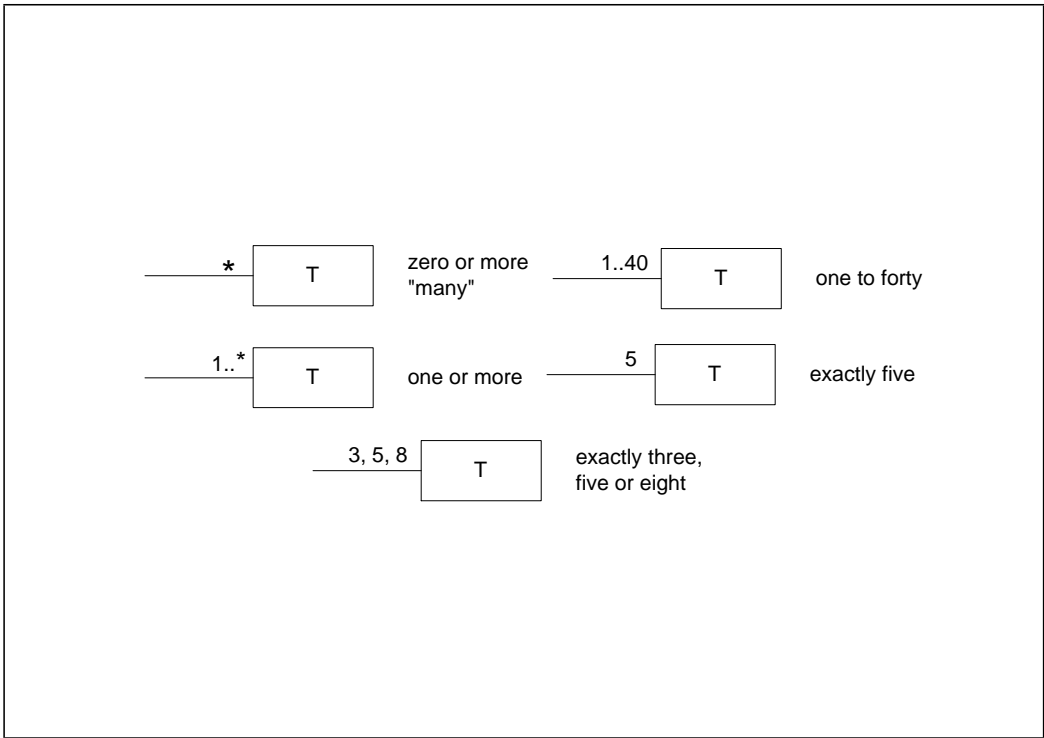 *
T
zero or more
"many"
1..40
T
one to forty
1..*
T
one or more
5
T
exactly five
3, 5, 8
T
exactly three,
five or eight